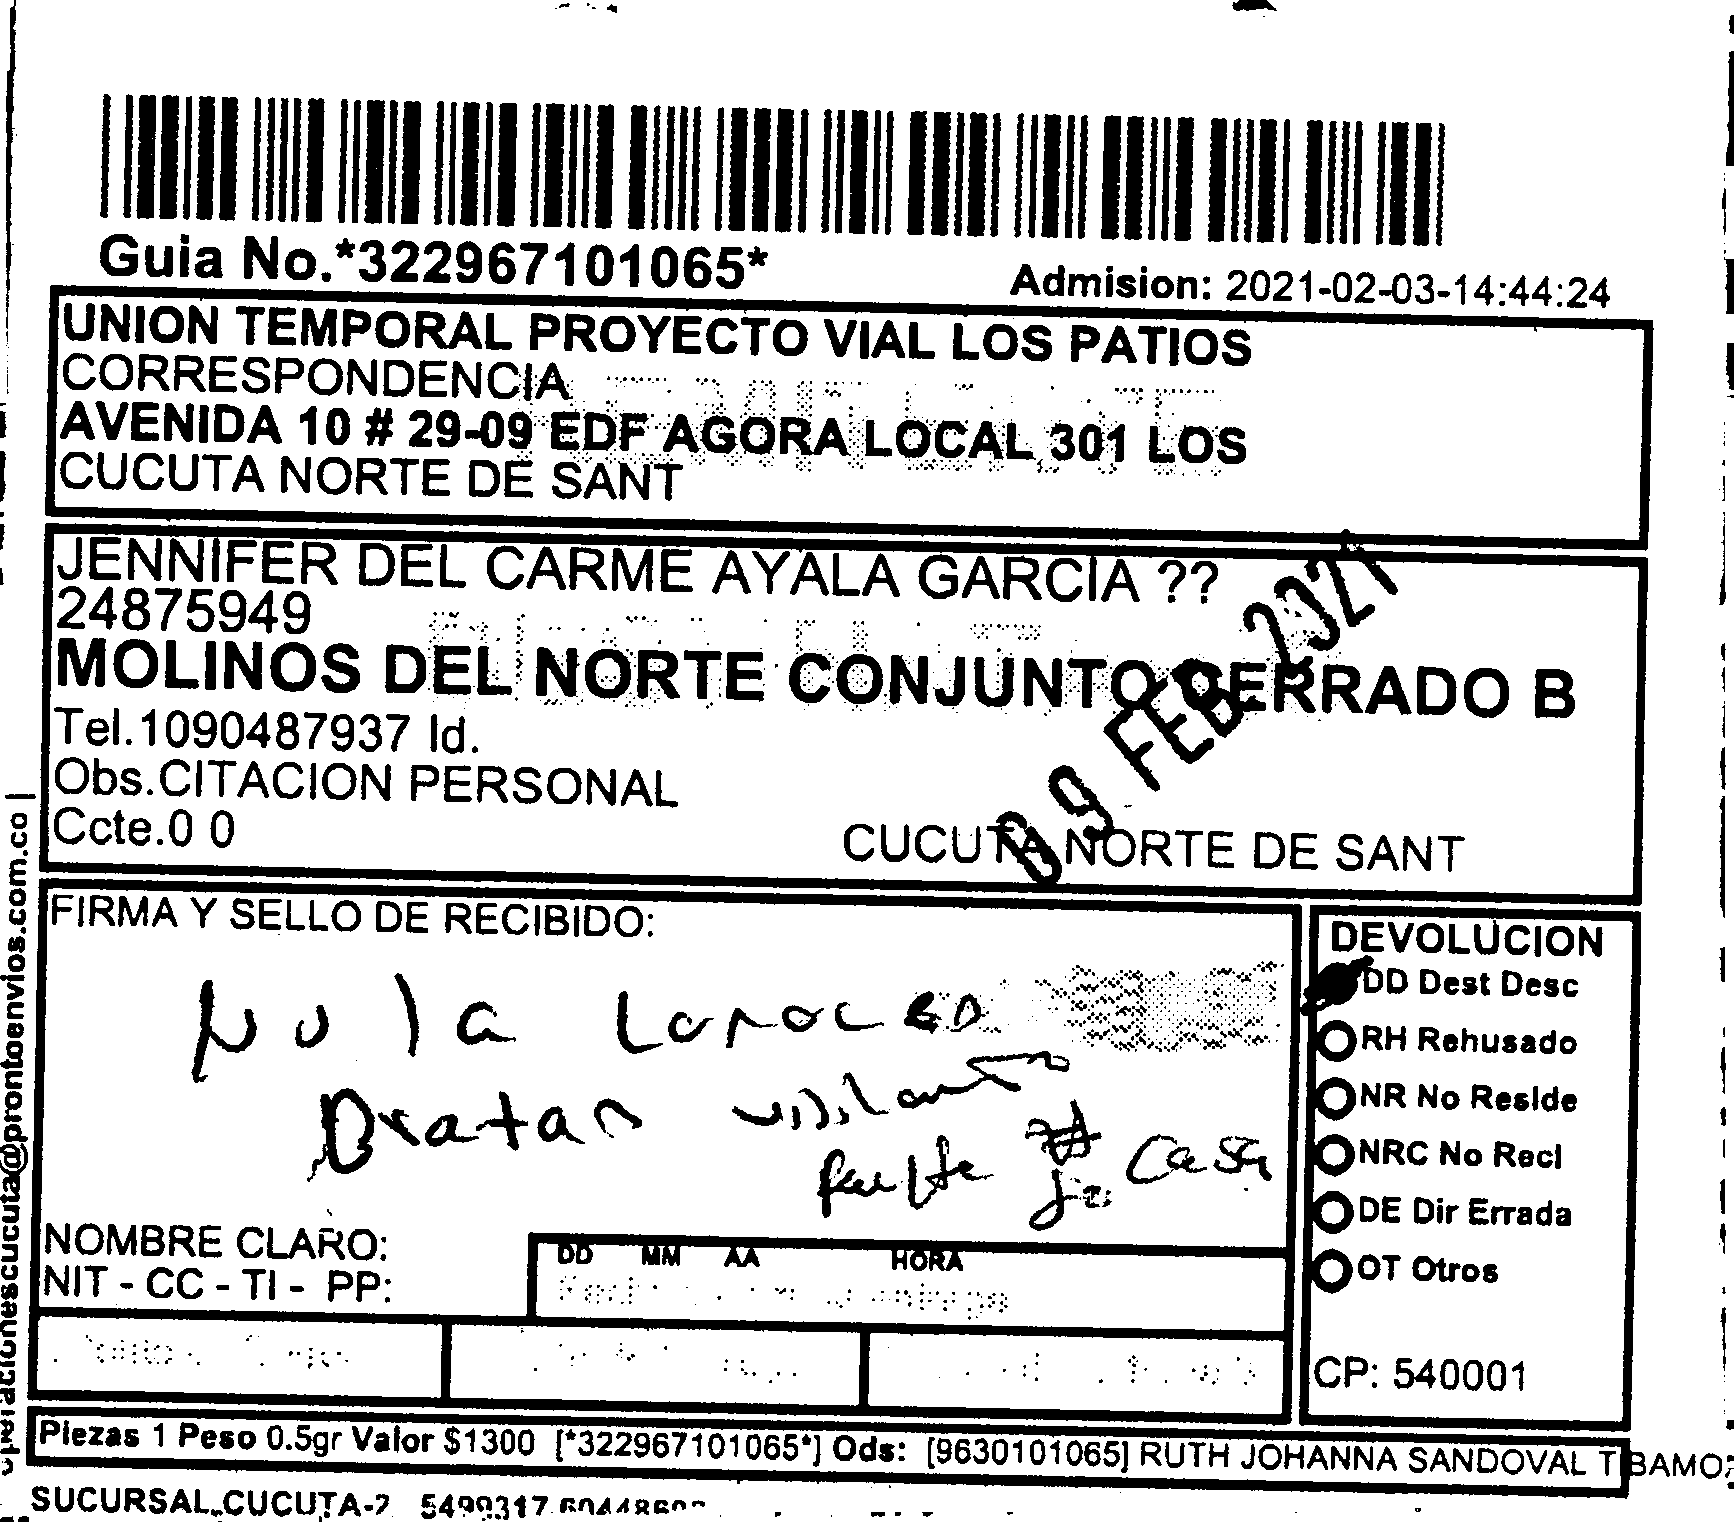 Guia No.*322967101065*
Admision: 2021-02-03-14:44:24
UNION TEMPORAL PROYECTO VIAL LOS PATIOS
CORRESPONDENCIA
AVENIDA 10 # 29-09 EDF AGORA LOCAL 301 LOS
CUCUTA NORTE DE SANT
JENNIFER DEL CARME AYALA GARCIA ??
24875949
MOLINOS DEL NORTE CONJUNTO CERRADO B
Tel.1090487937 Id.
Obs.CITACION PERSONAL
Ccte.0 0
CUCUTA NORTE DE SANT
09 FEB 2021
FIRMA Y SELLO DE RECIBIDO:
No la conocen
casa
NOMBRE CLARO:
NIT - CC - TI - PP:
DD MM AA HORA
DEVOLUCION
DD Dest Desc
RH Rehusado
NR No Reside
NRC No Recl
DE Dir Errada
OT Otros
CP: 540001
Piezas 1 Peso 0.5gr Valor $1300 [*322967101065*] Ods: [9630101065] RUTH JOHANNA SANDOVAL TIBAMO
SUCURSAL CUCUTA-2 5499317
operacionescucuta@prontoenvios.com.co |